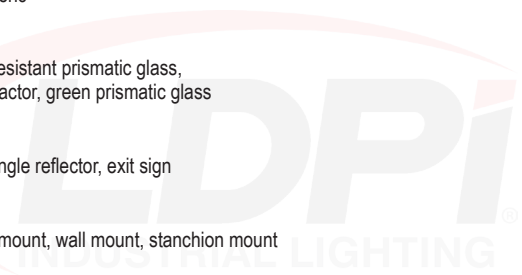 esistant prismatic glass,
actor, green prismatic glass
ngle reflector, exit sign
mount, wall mount, stanchion mount
LDPi
®
INDUSTRIAL LIGHTING